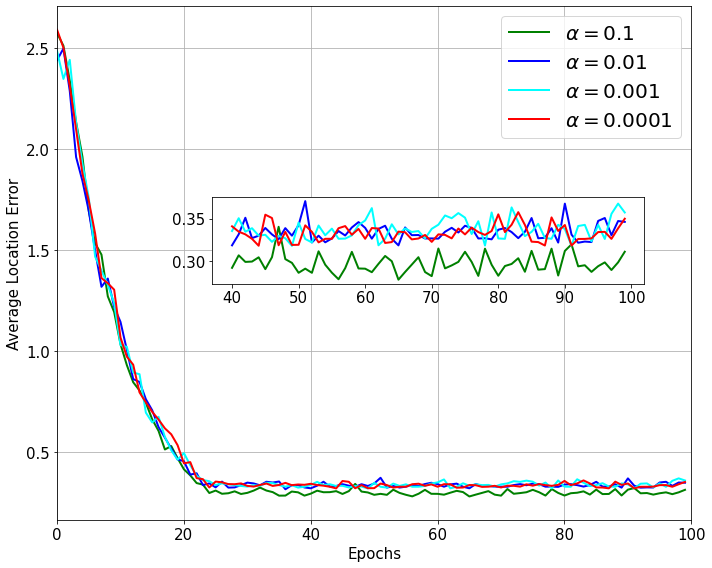 2.5
2.0
1.5
1.0
0.5
Average Location Error
α = 0.1
α = 0.01
α = 0.001
α = 0.0001
0.35
0.30
40 50 60 70 80 90 100
0 20 40 60 80 100
Epochs